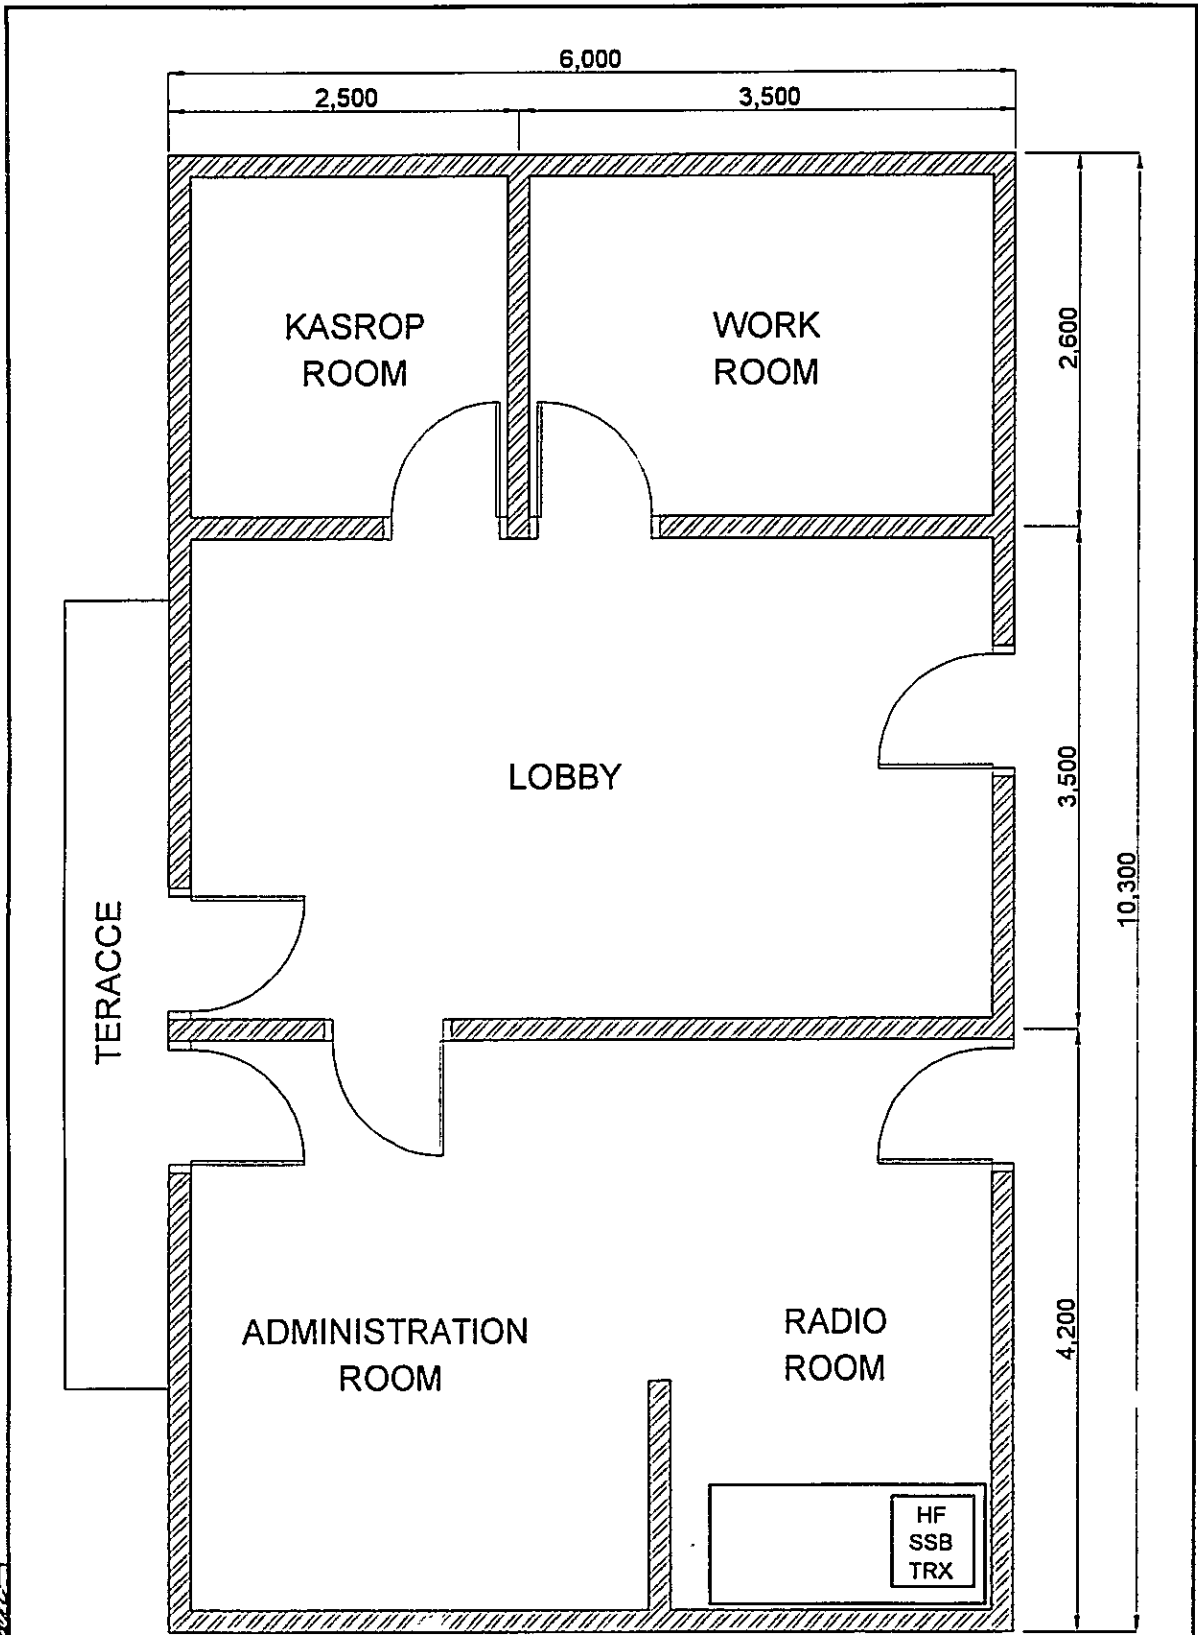 6,000
2,500
3,500
KASROP
ROOM
WORK
ROOM
2,600
LOBBY
3,500
10,300
TERACCE
ADMINISTRATION
ROOM
RADIO
ROOM
4,200
HF
SSB
TRX